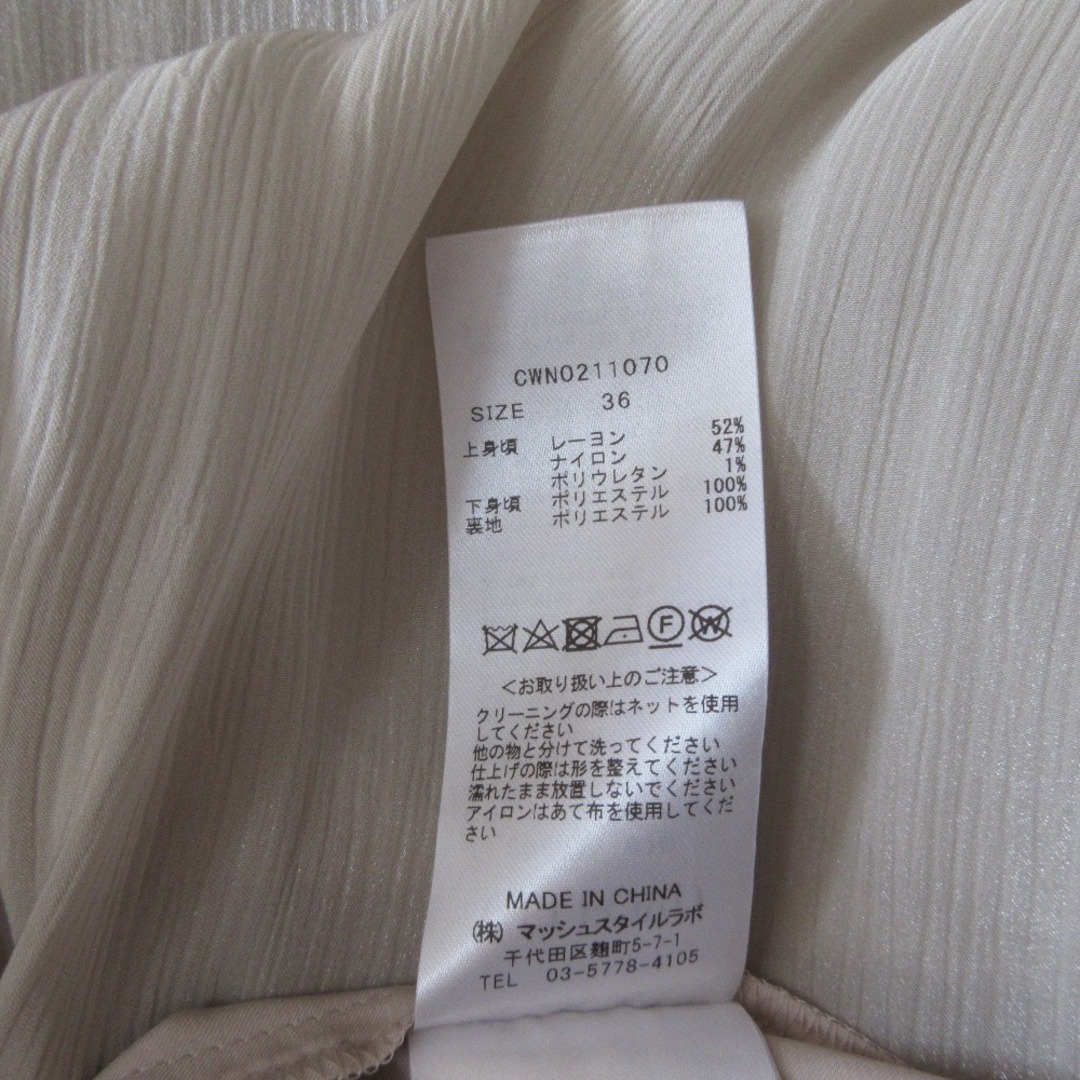 CWNO211070
SIZE 36
上身頃 レーヨン 52%
ナイロン 47%
ポリウレタン 1%
下身頃 ポリエステル 100%
裏地 ポリエステル 100%
F W
＜お取り扱い上のご注意＞
クリーニングの際はネットを使用
してください
他の物と分けて洗ってください
仕上げの際は形を整えてください
濡れたまま放置しないでください
アイロンはあて布を使用してくだ
さい
MADE IN CHINA
(株) マッシュスタイルラボ
千代田区麹町5-7-1
TEL 03-5778-4105